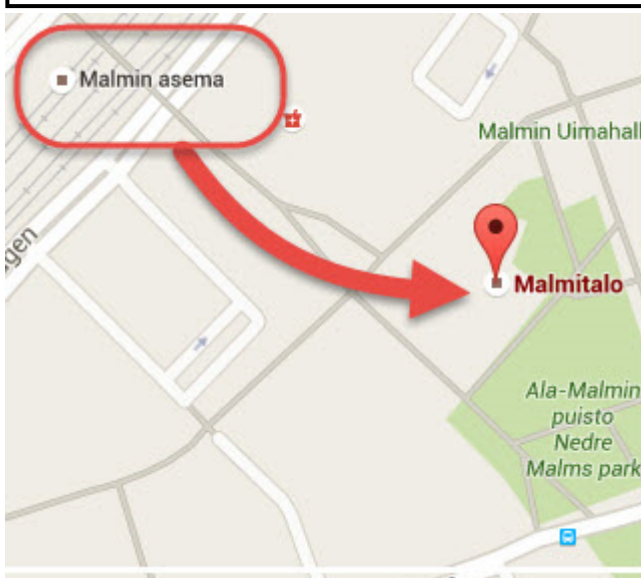 Malmin asema
Malmin Uimahall
gen
Malmitalo
Ala-Malmin
puisto
Nedre
Malms park